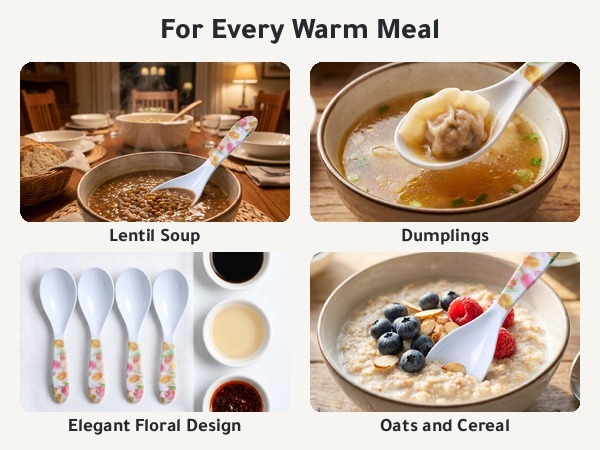 For Every Warm Meal
Lentil Soup
Dumplings
Elegant Floral Design
Oats and Cereal